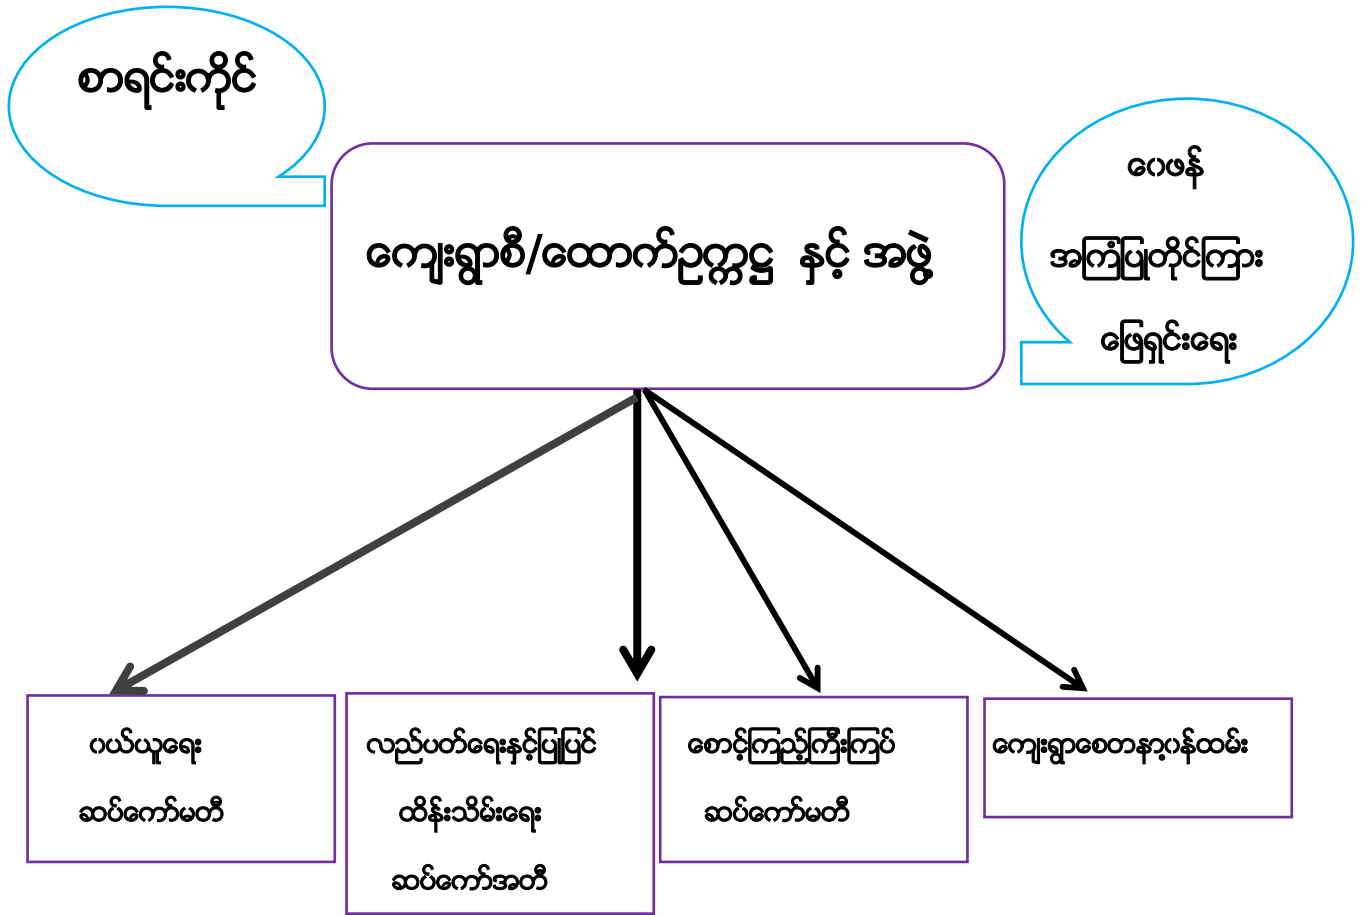 စာရင်းကိုင်
ဝေဖန်
အကြံပြုတိုင်ကြား
ဖြေရှင်းရေး
ကျေးရွာစီ/ထောက်ဥက္ကဋ္ဌ နှင့် အဖွဲ့
ဝယ်ယူရေး
ဆပ်ကော်မတီ
လည်ပတ်ရေးနှင့်ပြုပြင်
ထိန်းသိမ်းရေး
ဆပ်ကော်အတီ
စောင့်ကြည့်ကြီးကြပ်
ဆပ်ကော်မတီ
ကျေးရွာစေတနာ့ဝန်ထမ်း